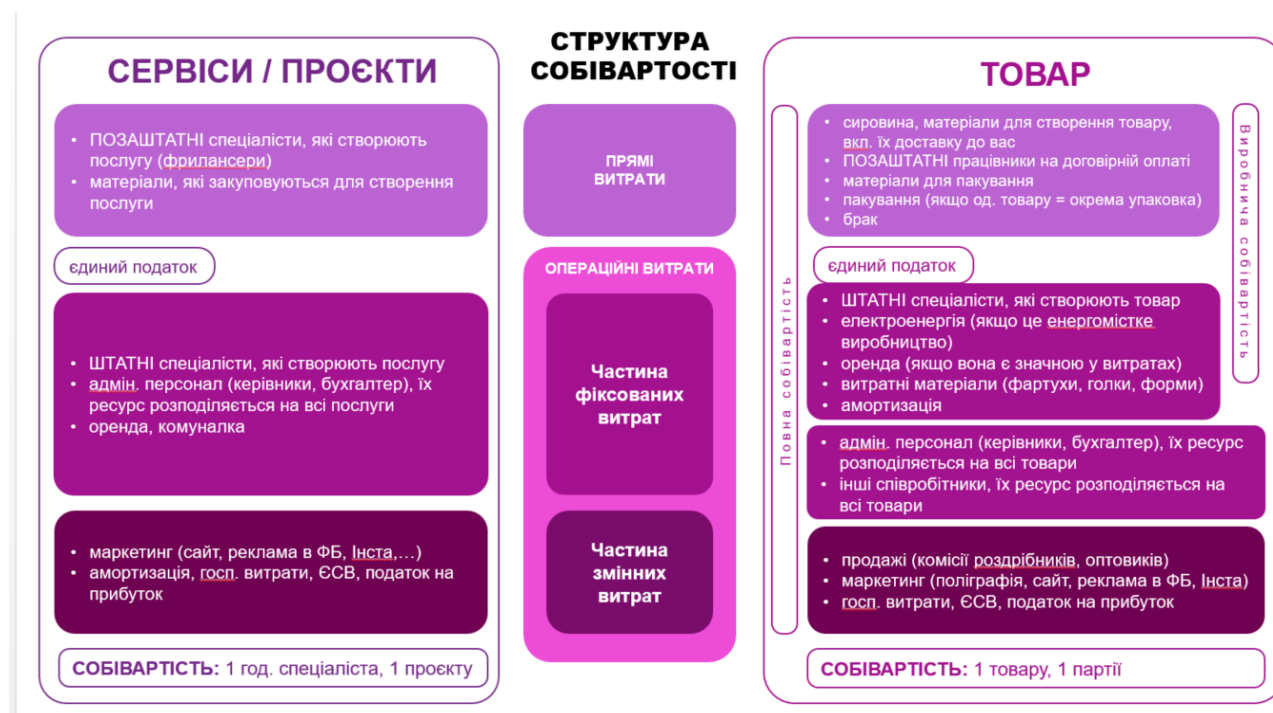 СТРУКТУРА
СОБІВАРТОСТІ
СЕРВІСИ / ПРОЄКТИ
• ПОЗАШТАТНІ спеціалісти, які створюють
послугу (фрилансери)
• матеріали, які закуповуються для створення
послуги
єдиний податок
• ШТАТНІ спеціалісти, які створюють послугу
• адмін. персонал (керівники, бухгалтер), їх
ресурс розподіляється на всі послуги
• оренда, комуналка
• маркетинг (сайт, реклама в ФБ, Інста,…)
• амортизація, госп. витрати, ЄСВ, податок на
прибуток
СОБІВАРТІСТЬ: 1 год. спеціаліста, 1 проєкту
ПРЯМІ
ВИТРАТИ
ОПЕРАЦІЙНІ ВИТРАТИ
Частина
фіксованих
витрат
Частина
змінних
витрат
ТОВАР
Повна собівартість
• сировина, матеріали для створення товару,
вкл. їх доставку до вас
• ПОЗАШТАТНІ працівники на договірній оплаті
• матеріали для пакування
• пакування (якщо од. товару = окрема упаковка)
• брак
Виробнича собівартість
єдиний податок
• ШТАТНІ спеціалісти, які створюють товар
• електроенергія (якщо це енергомістке
виробництво)
• оренда (якщо вона є значною у витратах)
• витратні матеріали (фартухи, голки, форми)
• амортизація
• адмін. персонал (керівники, бухгалтер), їх ресурс
розподіляється на всі товари
• інші співробітники, їх ресурс розподіляється на
всі товари
• продажі (комісії роздрібників, оптовиків)
• маркетинг (поліграфія, сайт, реклама в ФБ, Інста)
• госп. витрати, ЄСВ, податок на прибуток
СОБІВАРТІСТЬ: 1 товару, 1 партії